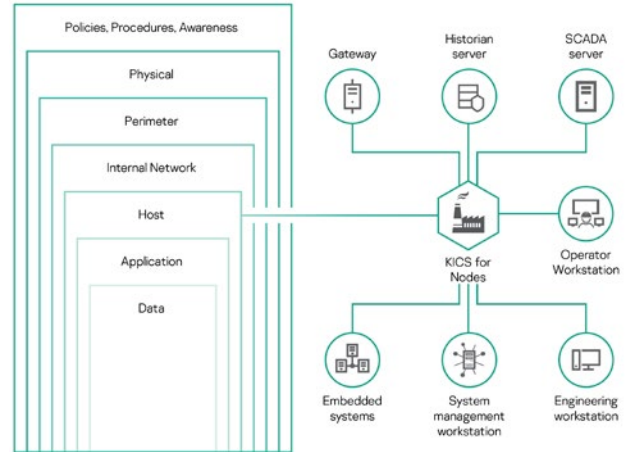 Policies, Procedures, Awareness
Physical
Perimeter
Internal Network
Host
Application
Data
Gateway
Historian
server
SCADA
server
KICS for
Nodes
Operator
Workstation
Embedded
systems
System
management
workstation
Engineering
workstation